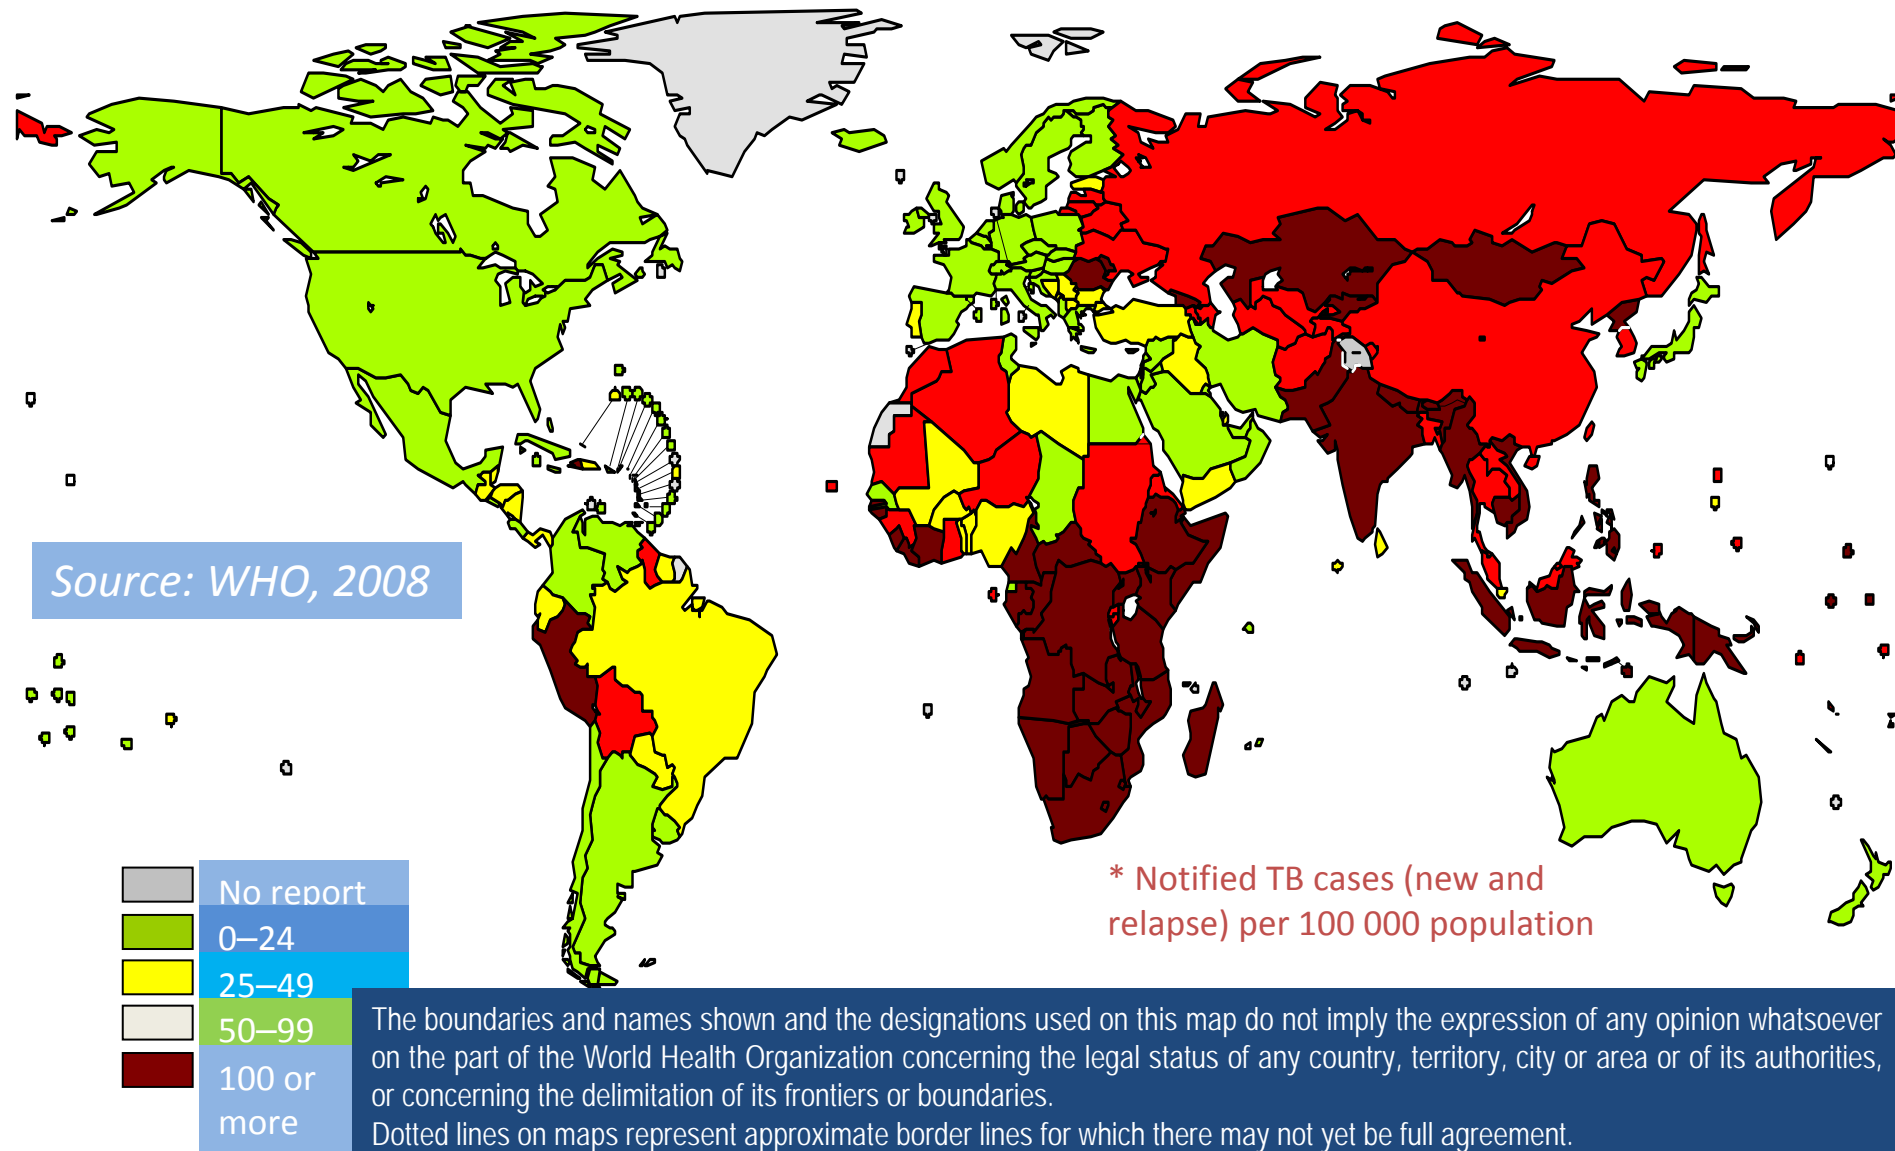 Source: WHO, 2008
No report
0–24
25–49
50–99
100 or
more
* Notified TB cases (new and
relapse) per 100 000 population
The boundaries and names shown and the designations used on this map do not imply the expression of any opinion whatsoever
on the part of the World Health Organization concerning the legal status of any country, territory, city or area or of its authorities,
or concerning the delimitation of its frontiers or boundaries.
Dotted lines on maps represent approximate border lines for which there may not yet be full agreement.